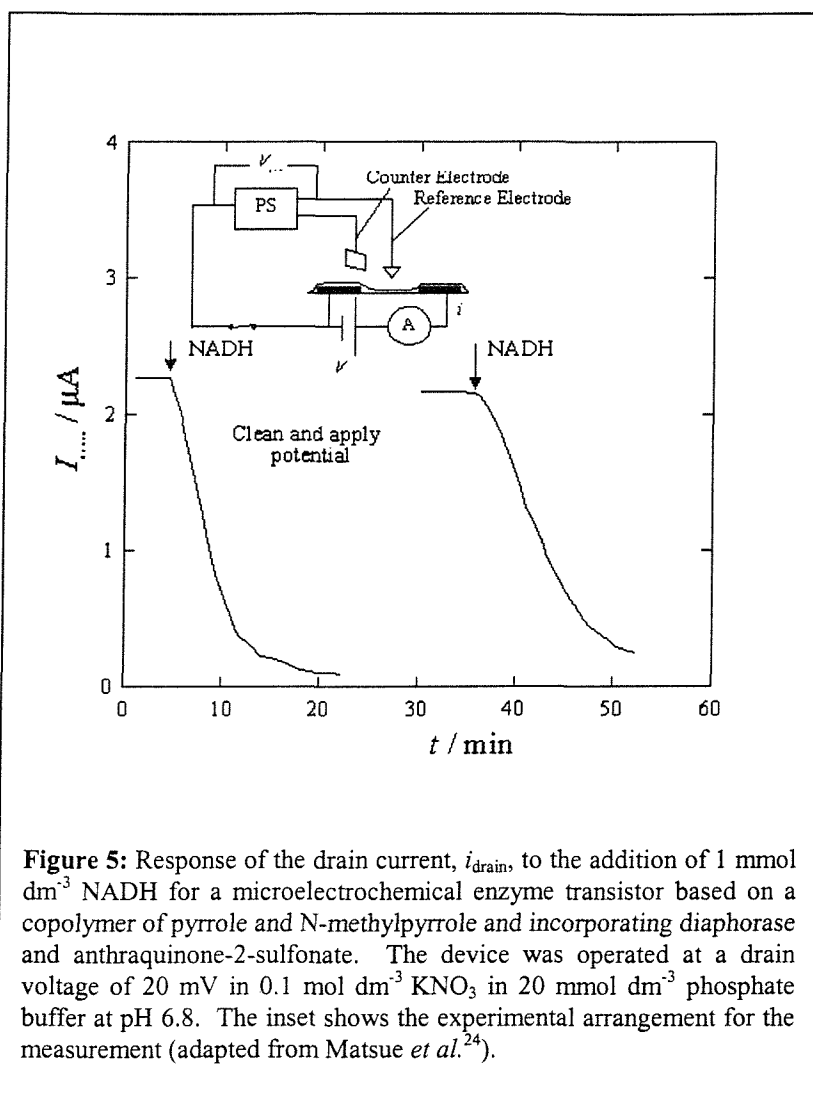 4
3
2
1
0
0 10 20 30 40 50 60
I...... / µA
t / min
V...
PS
Counter Electrode
Reference Electrode
i
A
V
NADH
NADH
Clean and apply
potential
Figure 5: Response of the drain current, i_drain, to the addition of 1 mmol
dm⁻³ NADH for a microelectrochemical enzyme transistor based on a
copolymer of pyrrole and N-methylpyrrole and incorporating diaphorase
and anthraquinone-2-sulfonate. The device was operated at a drain
voltage of 20 mV in 0.1 mol dm⁻³ KNO₃ in 20 mmol dm⁻³ phosphate
buffer at pH 6.8. The inset shows the experimental arrangement for the
measurement (adapted from Matsue et al.²⁴).